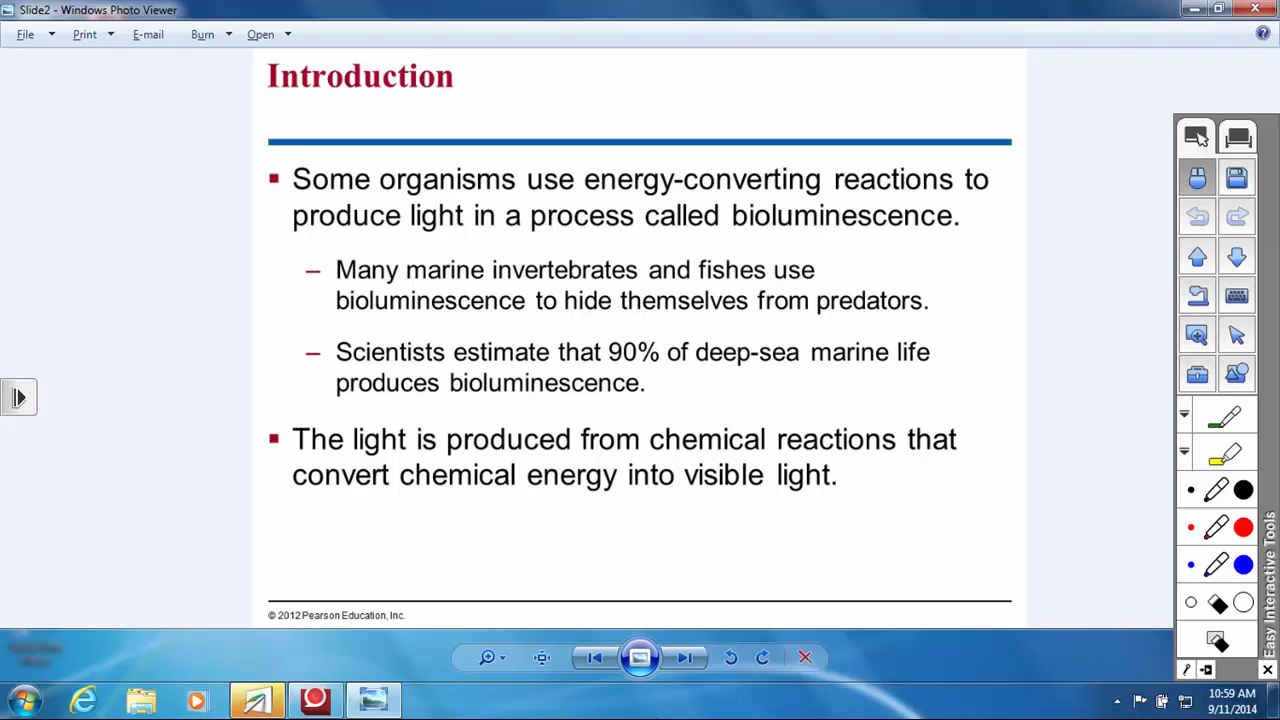 Slide2 - Windows Photo Viewer
File Print E-mail Burn Open
Introduction
Some organisms use energy-converting reactions to
produce light in a process called bioluminescence.
– Many marine invertebrates and fishes use
bioluminescence to hide themselves from predators.
– Scientists estimate that 90% of deep-sea marine life
produces bioluminescence.
The light is produced from chemical reactions that
convert chemical energy into visible light.
© 2012 Pearson Education, Inc.
Easy Interactive Tools
10:59 AM
9/11/2014